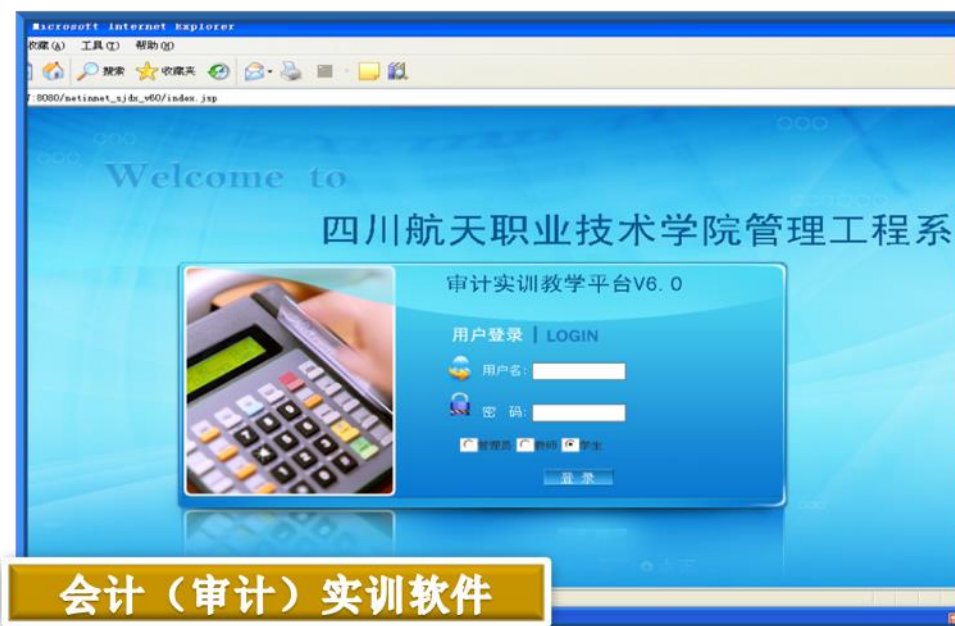 Microsoft Internet Explorer
收藏(A) 工具(T) 帮助(H)
搜索 收藏夹
:8080/netinnet_sjdx_v60/index.jsp
Welcome to
四川航天职业技术学院管理工程系
审计实训教学平台V6.0
用户登录 | LOGIN
用户名:
密 码:
管理员 教师 学生
登 录
会计（审计）实训软件